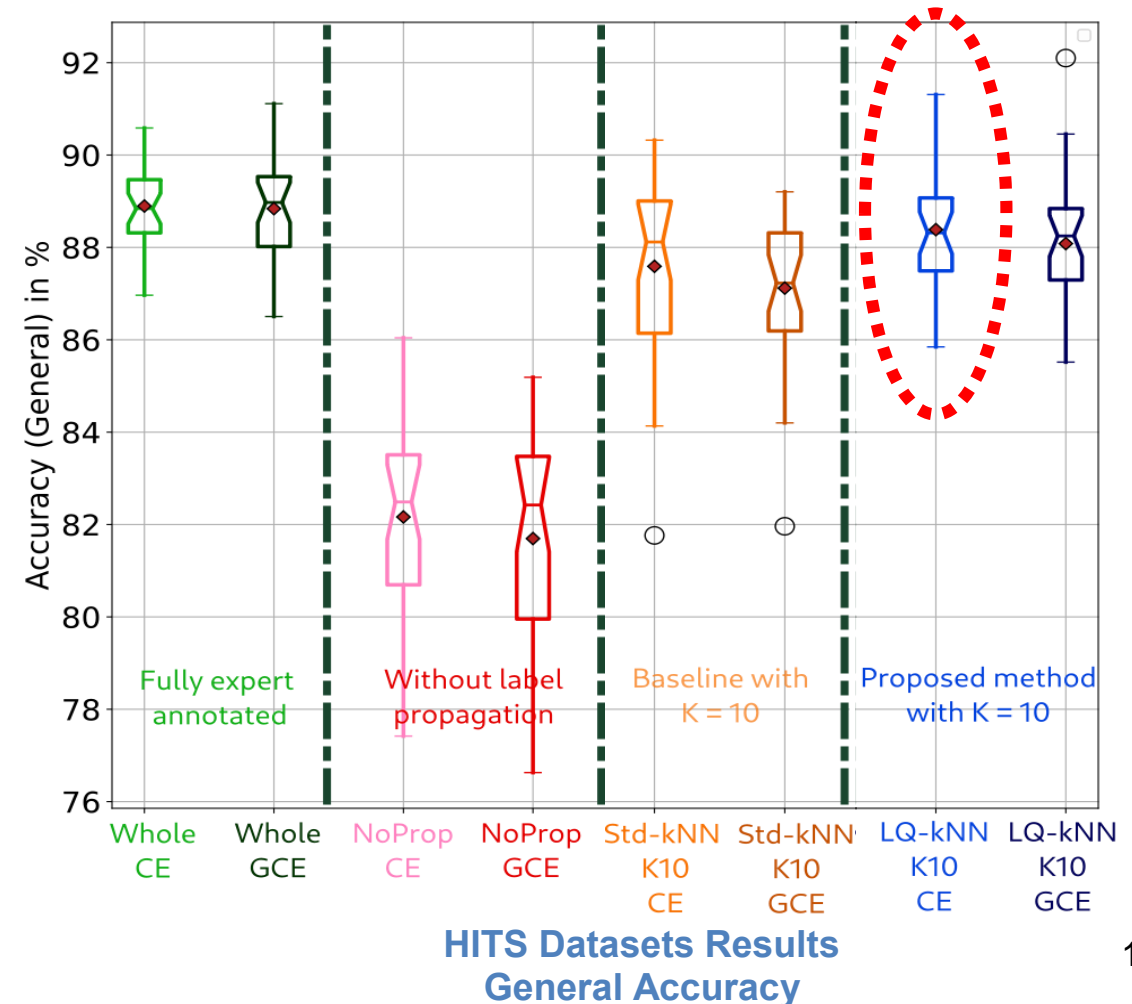 92
90
88
86
84
82
80
78
76
Accuracy (General) in %
Fully expert
annotated
Without label
propagation
Baseline with
K = 10
Proposed method
with K = 10
Whole
CE
Whole
GCE
NoProp
CE
NoProp
GCE
Std-kNN
K10
CE
Std-kNN
K10
GCE
LQ-kNN
K10
CE
LQ-kNN
K10
GCE
HITS Datasets Results
General Accuracy